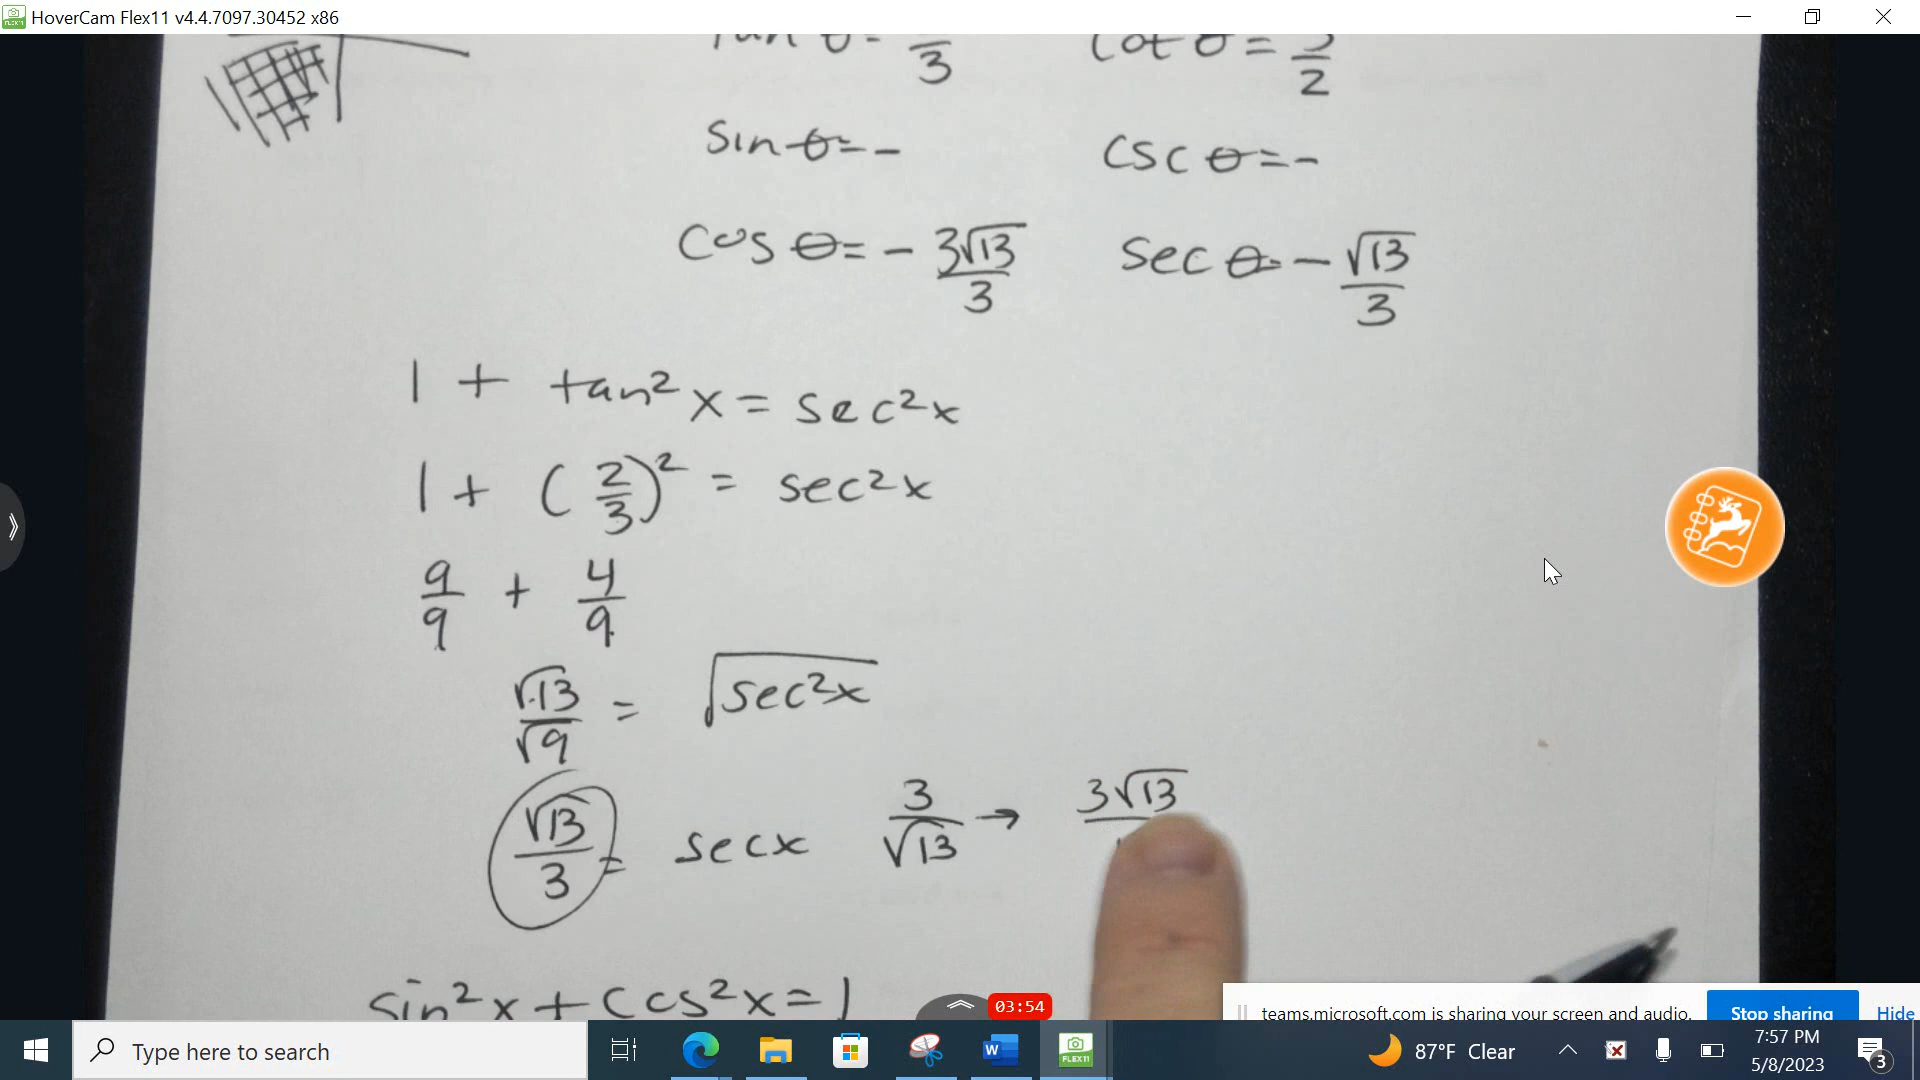 HoverCam Flex11 v4.4.7097.30452 x86
tan θ = /3 cot θ = 3/2
sin θ = - csc θ = -
cos θ = - 3√13/3 sec θ = - √13/3
1 + tan²x = sec²x
1 + (2/3)² = sec²x
9/9 + 4/9
√13/√9 = √sec²x
√13/3 = secx 3/√13 → 3√13
sin²x + cos²x = 1
03:54
teams.microsoft.com is sharing your screen and audio. Stop sharing Hide
Type here to search
FLEX11
87°F Clear
7:57 PM
5/8/2023
3